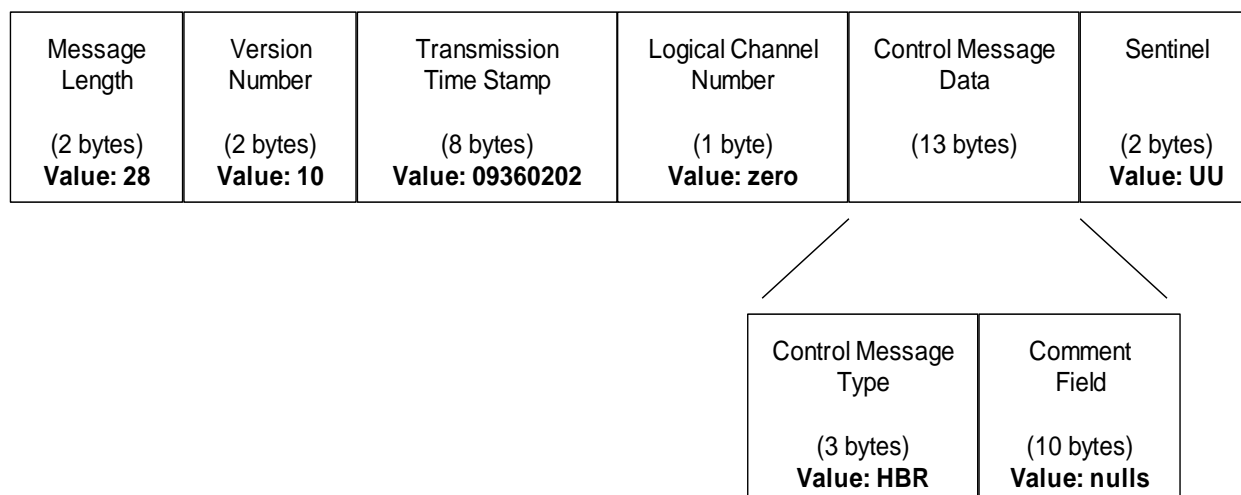 Message
Length
(2 bytes)
Value: 28
Version
Number
(2 bytes)
Value: 10
Transmission
Time Stamp
(8 bytes)
Value: 09360202
Logical Channel
Number
(1 byte)
Value: zero
Control Message
Data
(13 bytes)
Sentinel
(2 bytes)
Value: UU
Control Message
Type
(3 bytes)
Value: HBR
Comment
Field
(10 bytes)
Value: nulls